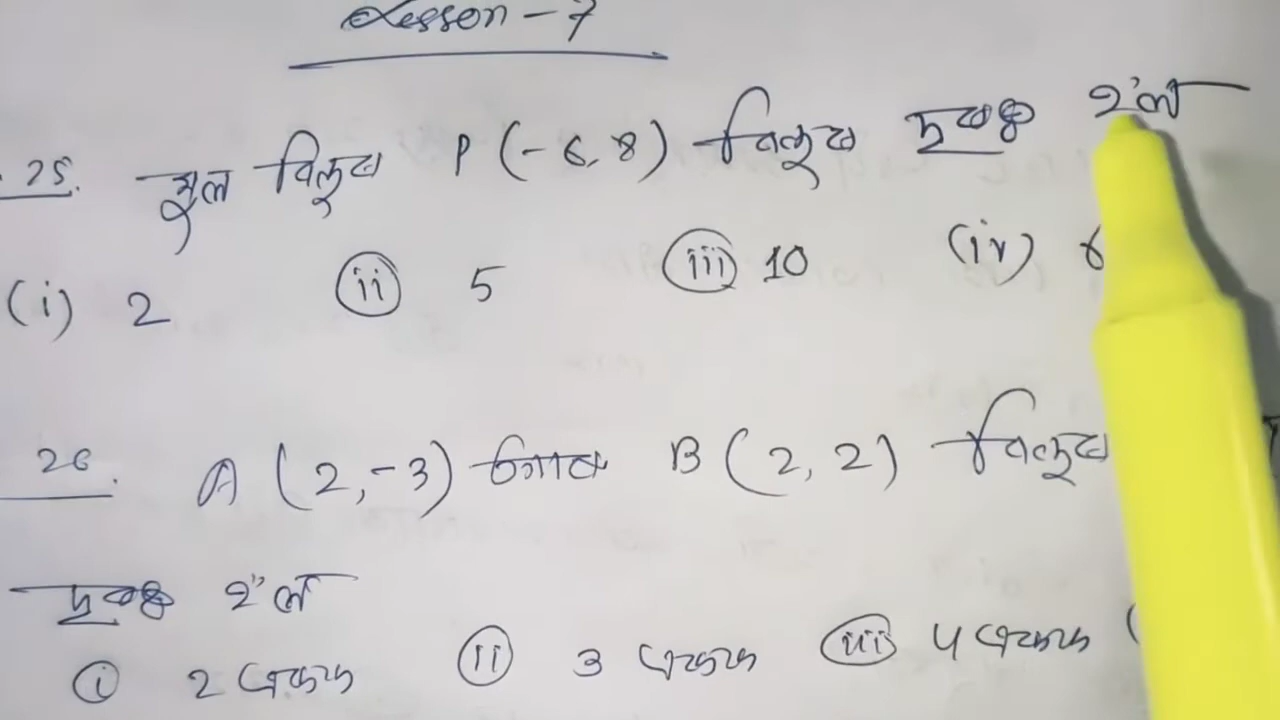 Lesson - 7
25. মূল বিন্দুৰ P (-6, 8) বিন্দুৰ দূৰত্ব হ'ল
(i) 2 (ii) 5 (iii) 10 (iv)
26. A (2, -3) আৰু B (2, 2) বিন্দুৰ
দূৰত্ব হ'ল
(i) 2 একক (ii) 3 একক (iii) 4 একক (